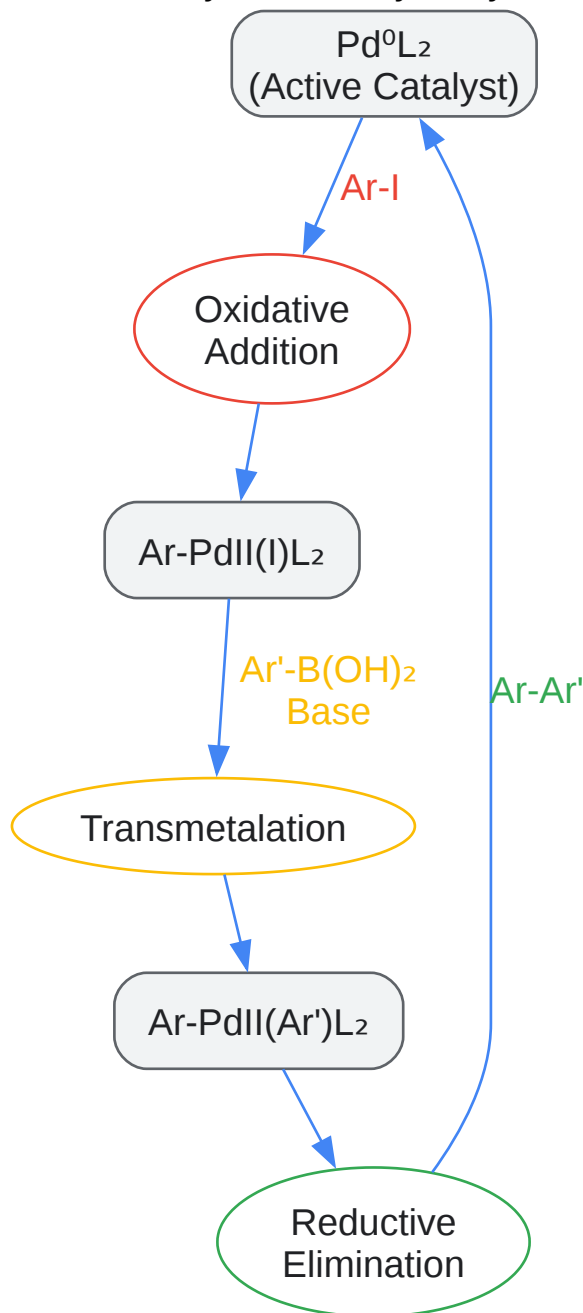 Pd⁰L₂
(Active Catalyst)
Ar-I
Oxidative
Addition
Ar-PdII(I)L₂
Ar'-B(OH)₂
Base
Ar-Ar'
Transmetalation
Ar-PdII(Ar')L₂
Reductive
Elimination